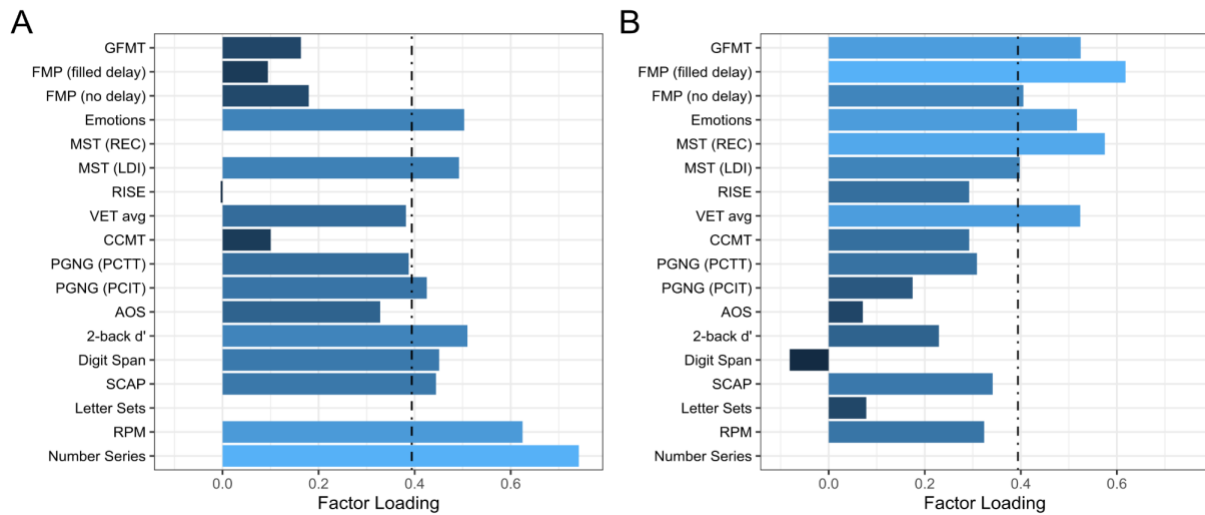 A
GFMT
FMP (filled delay)
FMP (no delay)
Emotions
MST (REC)
MST (LDI)
RISE
VET avg
CCMT
PGNG (PCTT)
PGNG (PCIT)
AOS
2-back d'
Digit Span
SCAP
Letter Sets
RPM
Number Series
0.0 0.2 0.4 0.6
Factor Loading
B
GFMT
FMP (filled delay)
FMP (no delay)
Emotions
MST (REC)
MST (LDI)
RISE
VET avg
CCMT
PGNG (PCTT)
PGNG (PCIT)
AOS
2-back d'
Digit Span
SCAP
Letter Sets
RPM
Number Series
0.0 0.2 0.4 0.6
Factor Loading